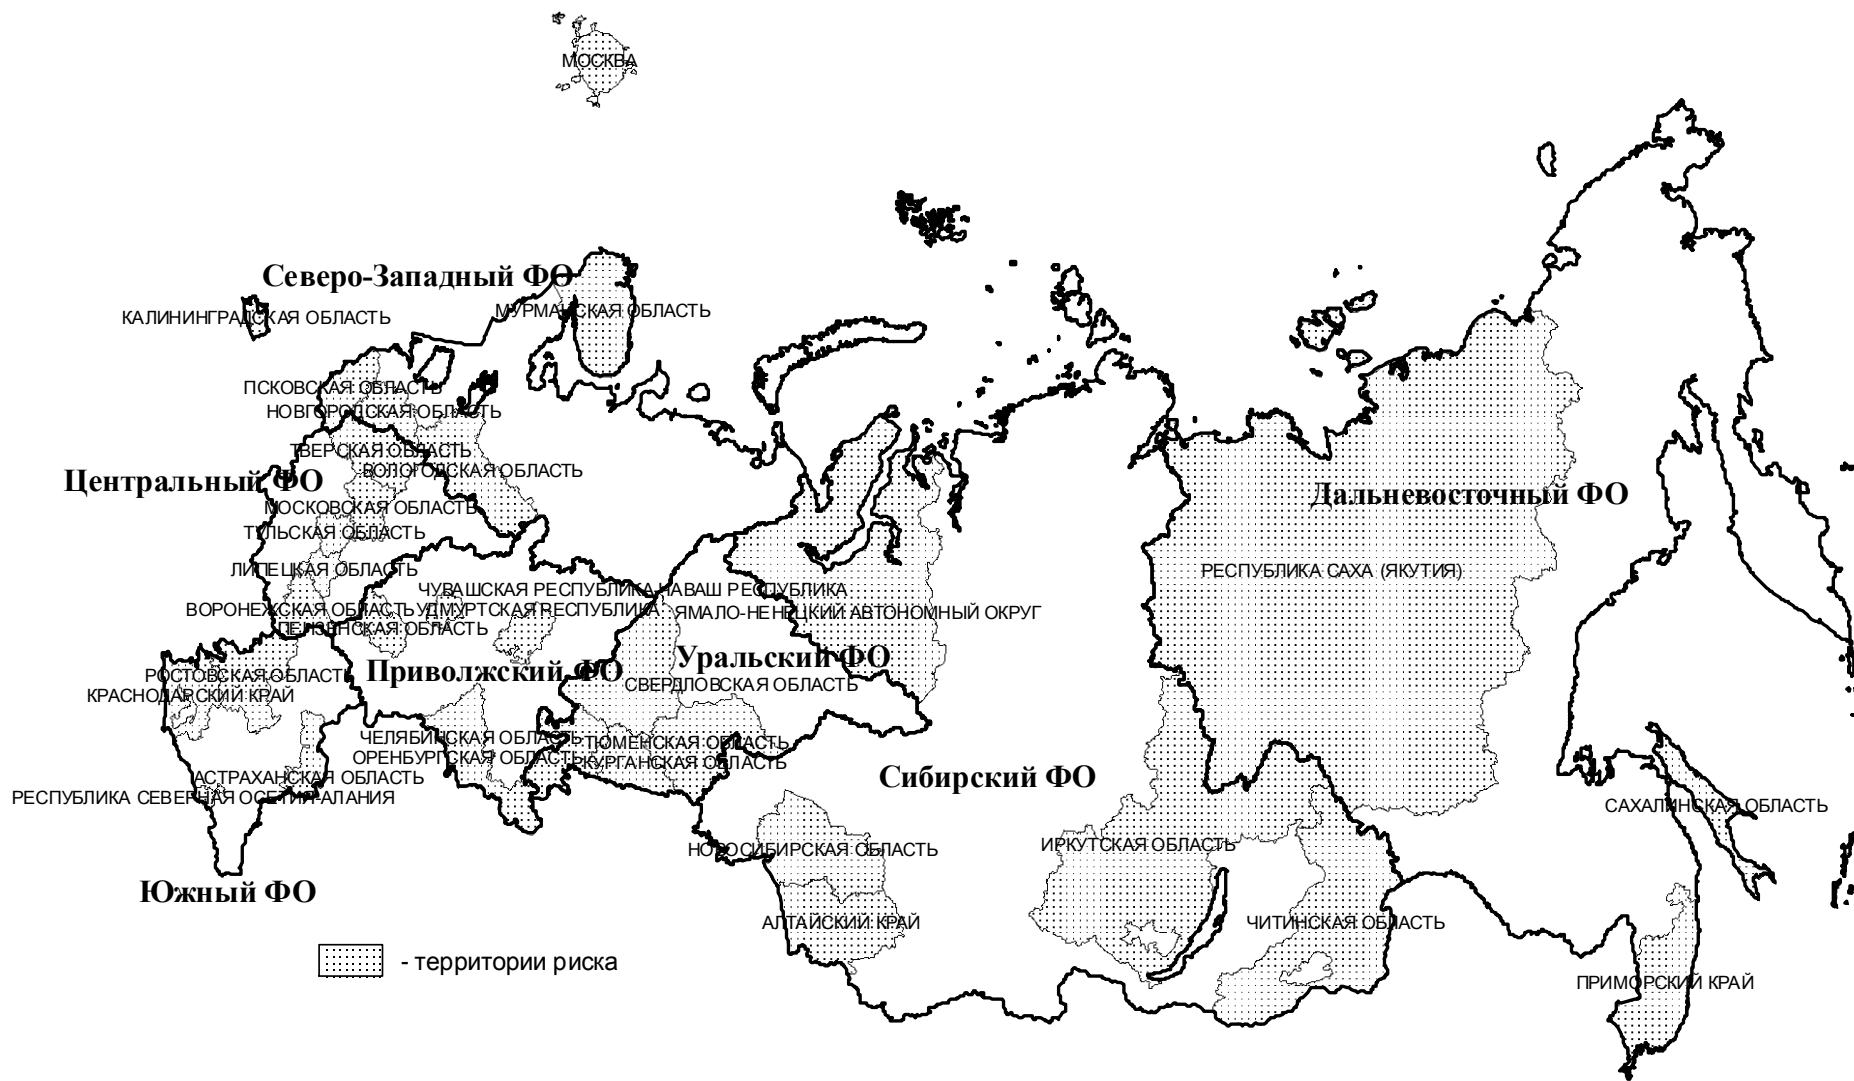 МОСКВА
Северо-Западный ФО
МУРМАНСКАЯ ОБЛАСТЬ
КАЛИНИНГРАДСКАЯ ОБЛАСТЬ
ПСКОВСКАЯ ОБЛАСТЬ
НОВГОРОДСКАЯ ОБЛАСТЬ
ТВЕРСКАЯ ОБЛАСТЬ
ВОЛОГОДСКАЯ ОБЛАСТЬ
Центральный ФО
Дальневосточный ФО
МОСКОВСКАЯ ОБЛАСТЬ
ТУЛЬСКАЯ ОБЛАСТЬ
ЛИПЕЦКАЯ ОБЛАСТЬ
РЕСПУБЛИКА САХА (ЯКУТИЯ)
ЧУВАШСКАЯ РЕСПУБЛИКА-ЧАВАШ РЕСПУБЛИКА
ВОРОНЕЖСКАЯ ОБЛАСТЬ
УДМУРТСКАЯ РЕСПУБЛИКА
ЯМАЛО-НЕНЕЦКИЙ АВТОНОМНЫЙ ОКРУГ
ПЕНЗЕНСКАЯ ОБЛАСТЬ
Приволжский ФО
Уральский ФО
РОСТОВСКАЯ ОБЛАСТЬ
СВЕРДЛОВСКАЯ ОБЛАСТЬ
КРАСНОДАРСКИЙ КРАЙ
ЧЕЛЯБИНСКАЯ ОБЛАСТЬ
ТЮМЕНСКАЯ ОБЛАСТЬ
ОРЕНБУРГСКАЯ ОБЛАСТЬ
КУРГАНСКАЯ ОБЛАСТЬ
АСТРАХАНСКАЯ ОБЛАСТЬ
Сибирский ФО
РЕСПУБЛИКА СЕВЕРНАЯ ОСЕТИЯ-АЛАНИЯ
САХАЛИНСКАЯ ОБЛАСТЬ
НОВОСИБИРСКАЯ ОБЛАСТЬ
ИРКУТСКАЯ ОБЛАСТЬ
Южный ФО
АЛТАЙСКИЙ КРАЙ
ЧИТИНСКАЯ ОБЛАСТЬ
- территории риска
ПРИМОРСКИЙ КРАЙ